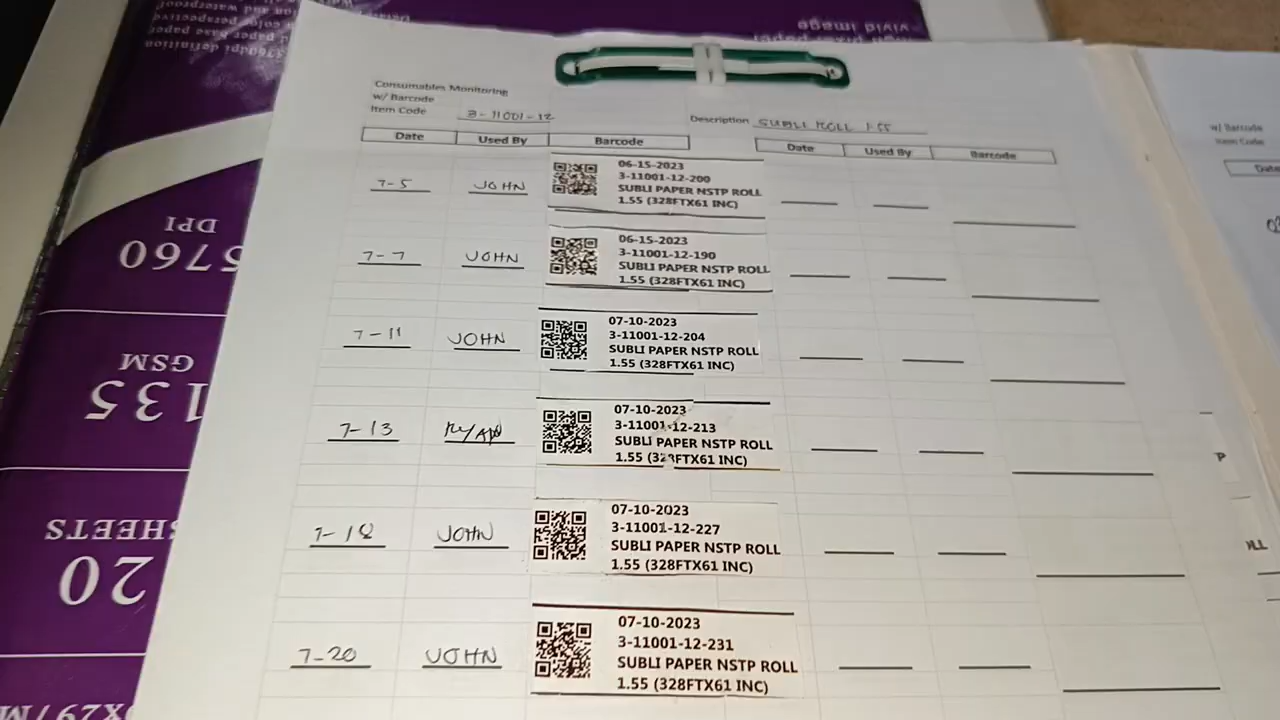 vivid image
5760
DPI
135
GSM
20
SHEETS
Consumables Monitoring
w/ Barcode
Item Code 3-11001-12
Description SUBLI ROLL 1.55
Date Used By Barcode Date Used By Barcode
7-5 JOHN
06-15-2023
3-11001-12-200
SUBLI PAPER NSTP ROLL
1.55 (328FTX61 INC)
7-7 JOHN
06-15-2023
3-11001-12-190
SUBLI PAPER NSTP ROLL
1.55 (328FTX61 INC)
7-11 JOHN
07-10-2023
3-11001-12-204
SUBLI PAPER NSTP ROLL
1.55 (328FTX61 INC)
7-13 RYAN
07-10-2023
3-11001-12-213
SUBLI PAPER NSTP ROLL
1.55 (328FTX61 INC)
7-18 JOHN
07-10-2023
3-11001-12-227
SUBLI PAPER NSTP ROLL
1.55 (328FTX61 INC)
7-20 JOHN
07-10-2023
3-11001-12-231
SUBLI PAPER NSTP ROLL
1.55 (328FTX61 INC)
w/ Barcode
Item Code
Date